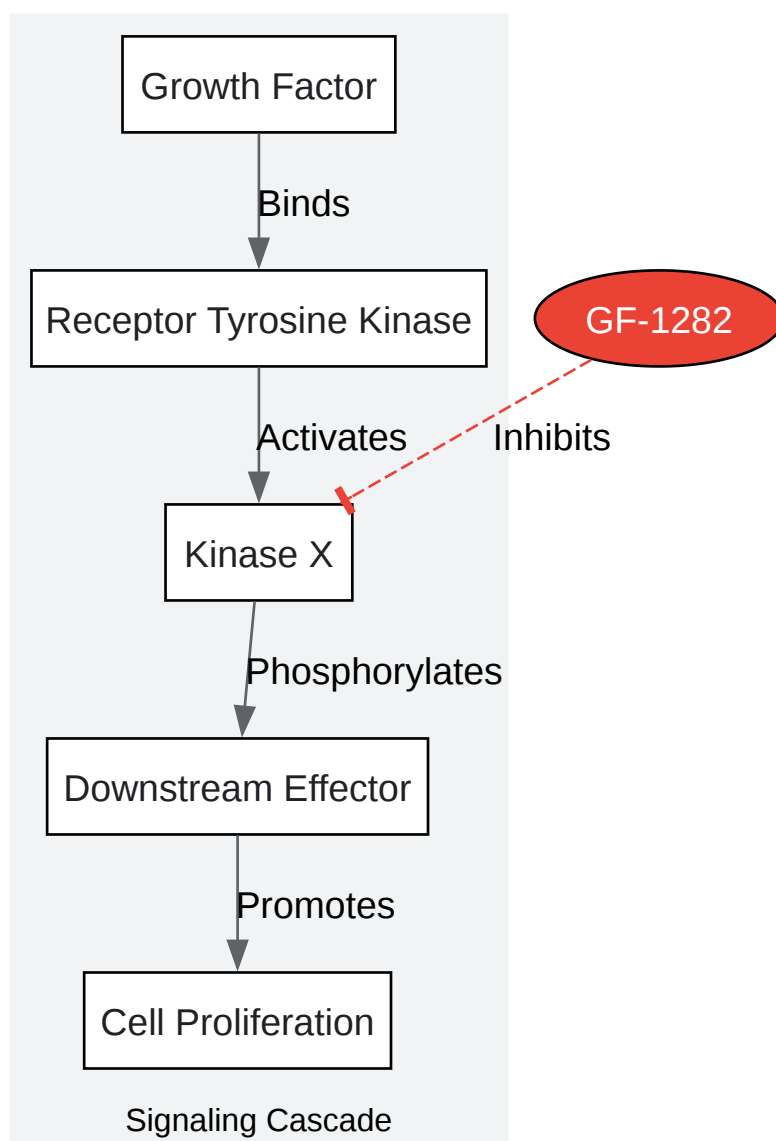 Growth Factor
Binds
Receptor Tyrosine Kinase
GF-1282
Activates
Inhibits
Kinase X
Phosphorylates
Downstream Effector
Promotes
Cell Proliferation
Signaling Cascade